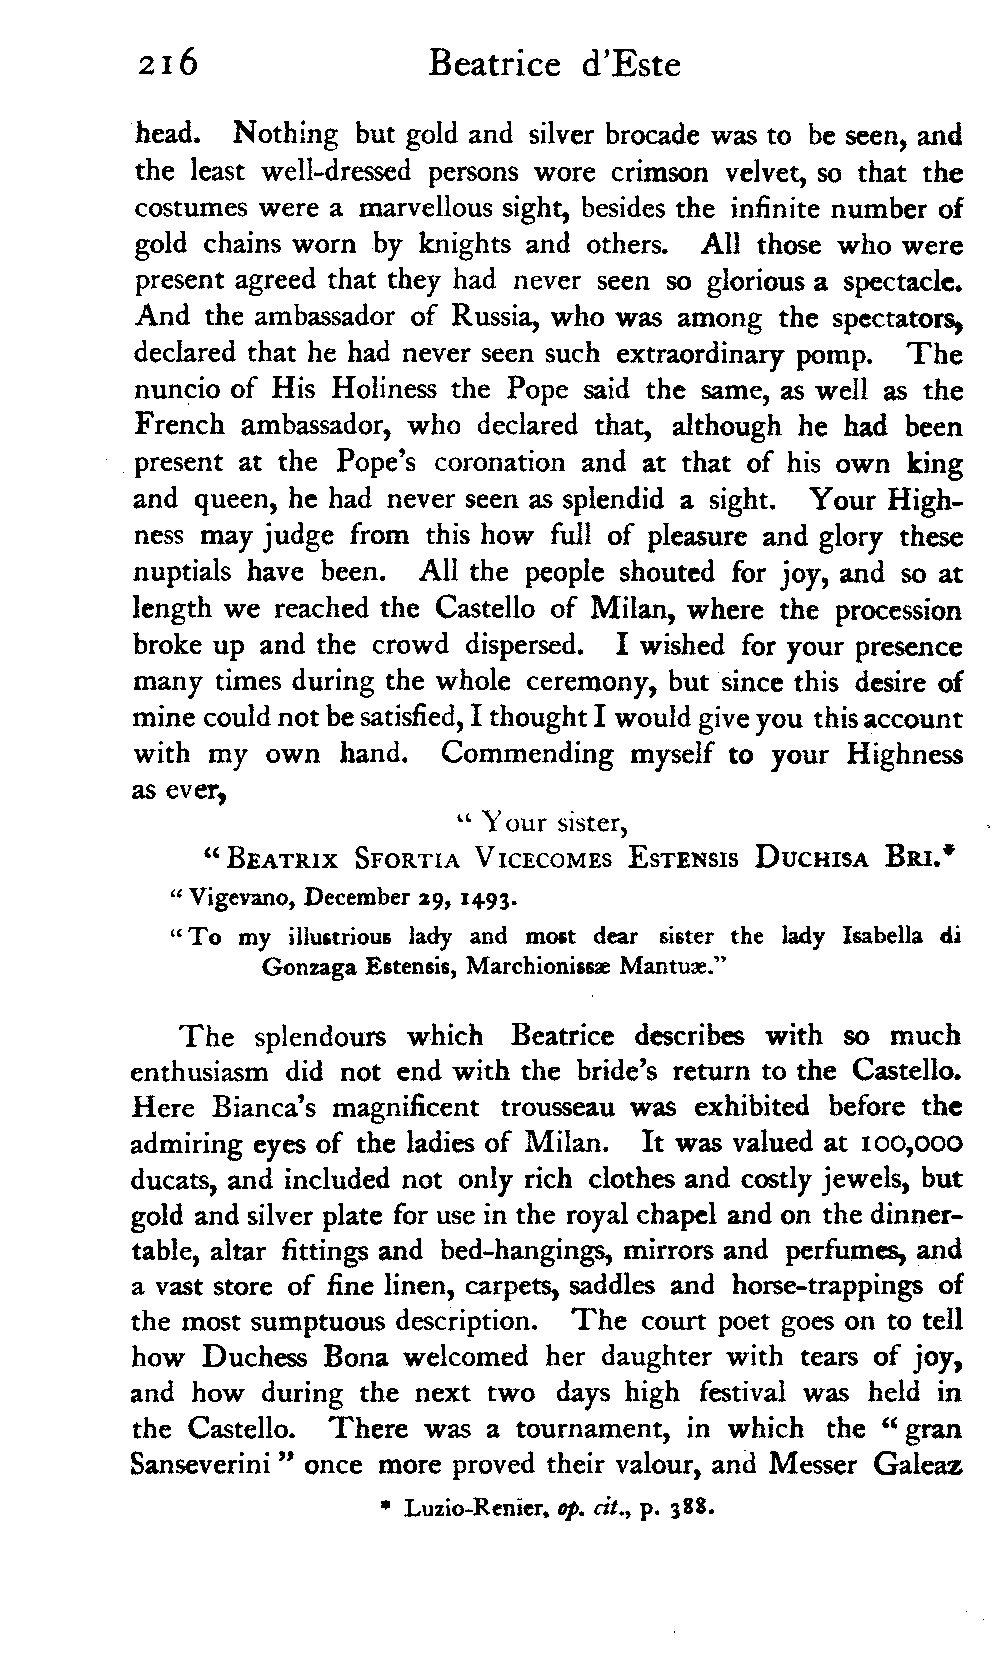 216 Beatrice d'Este
head. Nothing but gold and silver brocade was to be seen, and
the least well-dressed persons wore crimson velvet, so that the
costumes were a marvellous sight, besides the infinite number of
gold chains worn by knights and others. All those who were
present agreed that they had never seen so glorious a spectacle.
And the ambassador of Russia, who was among the spectators,
declared that he had never seen such extraordinary pomp. The
nuncio of His Holiness the Pope said the same, as well as the
French ambassador, who declared that, although he had been
present at the Pope's coronation and at that of his own king
and queen, he had never seen as splendid a sight. Your High-
ness may judge from this how full of pleasure and glory these
nuptials have been. All the people shouted for joy, and so at
length we reached the Castello of Milan, where the procession
broke up and the crowd dispersed. I wished for your presence
many times during the whole ceremony, but since this desire of
mine could not be satisfied, I thought I would give you this account
with my own hand. Commending myself to your Highness
as ever,
" Your sister,
" BEATRIX SFORTIA VICECOMES ESTENSIS DUCHISA BRI.*
" Vigevano, December 29, 1493.
" To my illustrious lady and most dear sister the lady Isabella di
Gonzaga Estensis, Marchionissæ Mantuæ."
The splendours which Beatrice describes with so much
enthusiasm did not end with the bride's return to the Castello.
Here Bianca's magnificent trousseau was exhibited before the
admiring eyes of the ladies of Milan. It was valued at 100,000
ducats, and included not only rich clothes and costly jewels, but
gold and silver plate for use in the royal chapel and on the dinner-
table, altar fittings and bed-hangings, mirrors and perfumes, and
a vast store of fine linen, carpets, saddles and horse-trappings of
the most sumptuous description. The court poet goes on to tell
how Duchess Bona welcomed her daughter with tears of joy,
and how during the next two days high festival was held in
the Castello. There was a tournament, in which the " gran
Sanseverini " once more proved their valour, and Messer Galeaz
* Luzio-Renier, op. cit., p. 388.